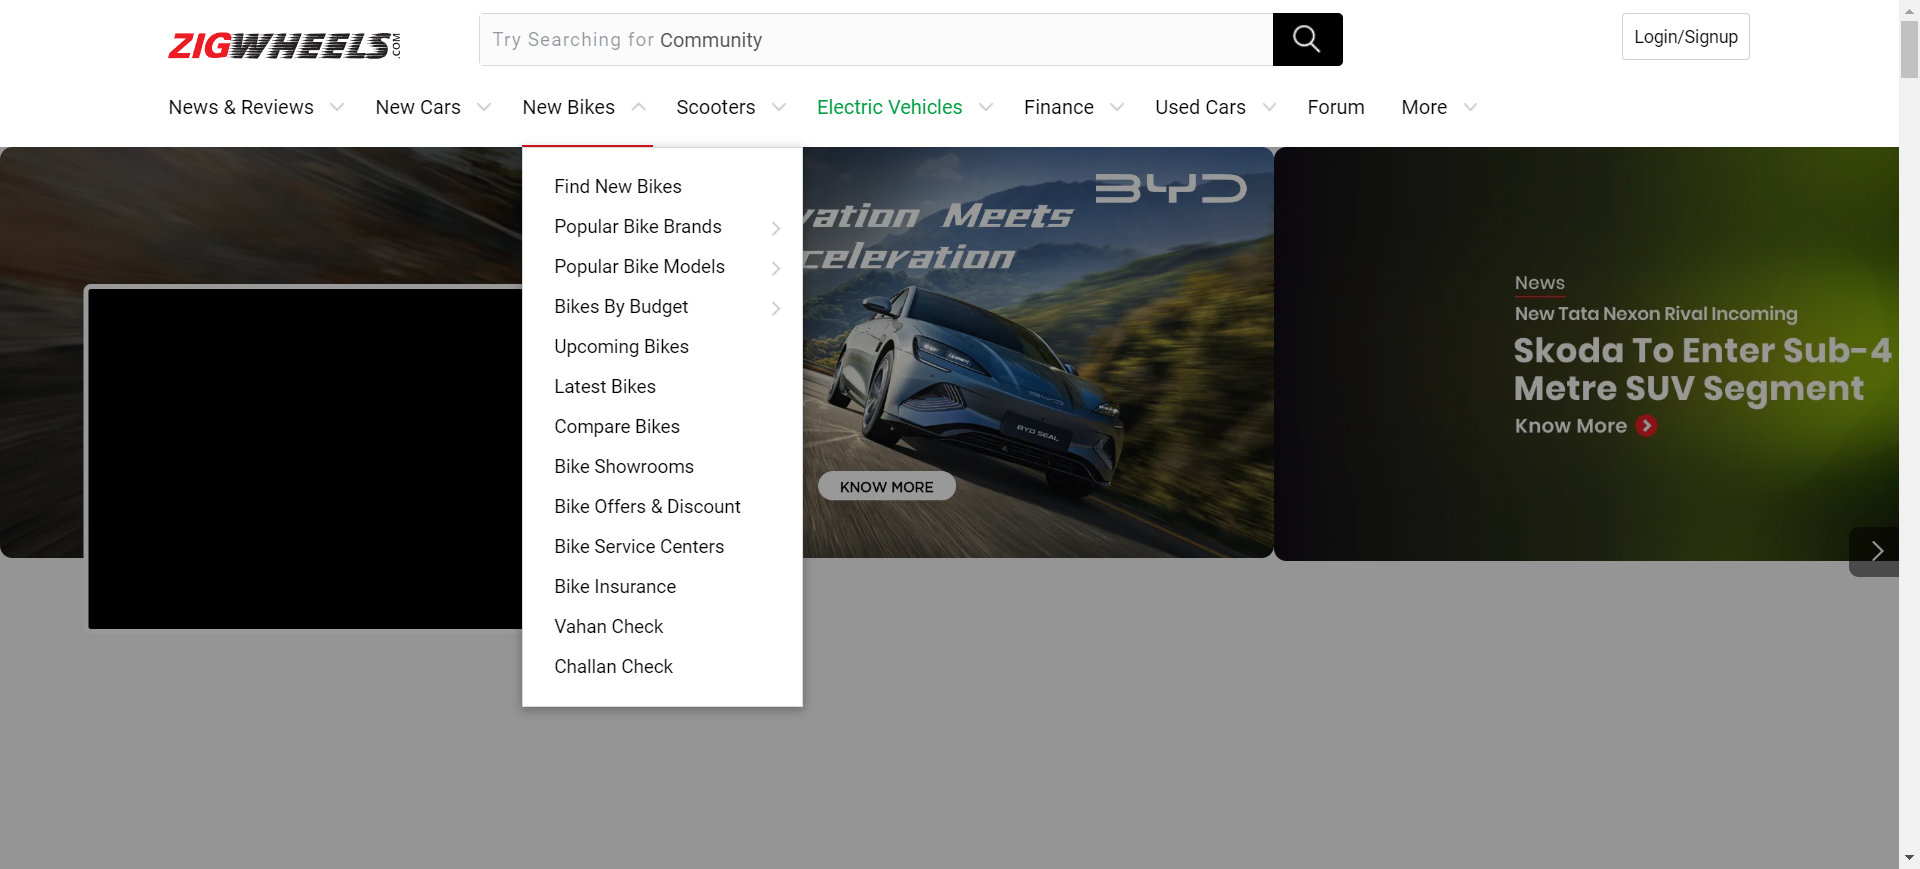 ZIGWHEELS.COM
Try Searching for Community
Login/Signup
News & Reviews
New Cars
New Bikes
Scooters
Electric Vehicles
Finance
Used Cars
Forum
More
Find New Bikes
Popular Bike Brands
Popular Bike Models
Bikes By Budget
Upcoming Bikes
Latest Bikes
Compare Bikes
Bike Showrooms
Bike Offers & Discount
Bike Service Centers
Bike Insurance
Vahan Check
Challan Check
BYD
vation Meets
celeration
BYD
BYD SEAL
KNOW MORE
News
New Tata Nexon Rival Incoming
Skoda To Enter Sub-4
Metre SUV Segment
Know More